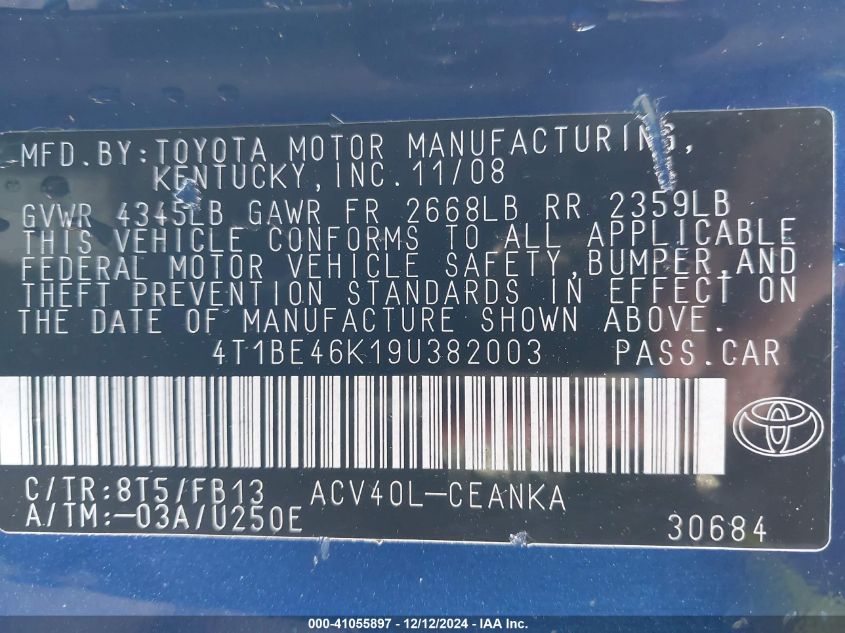 MFD.BY:TOYOTA MOTOR MANUFACTURING,
KENTUCKY,INC.11/08
GVWR 4345LB GAWR FR 2668LB RR 2359LB
THIS VEHICLE CONFORMS TO ALL APPLICABLE
FEDERAL MOTOR VEHICLE SAFETY,BUMPER,AND
THEFT PREVENTION STANDARDS IN EFFECT ON
THE DATE OF MANUFACTURE SHOWN ABOVE.
4T1BE46K19U382003 PASS.CAR
C/TR:8T5/FB13 ACV40L-CEANKA
A/TM:-03A/U250E
30684
000-41055897 - 12/12/2024 - IAA Inc.